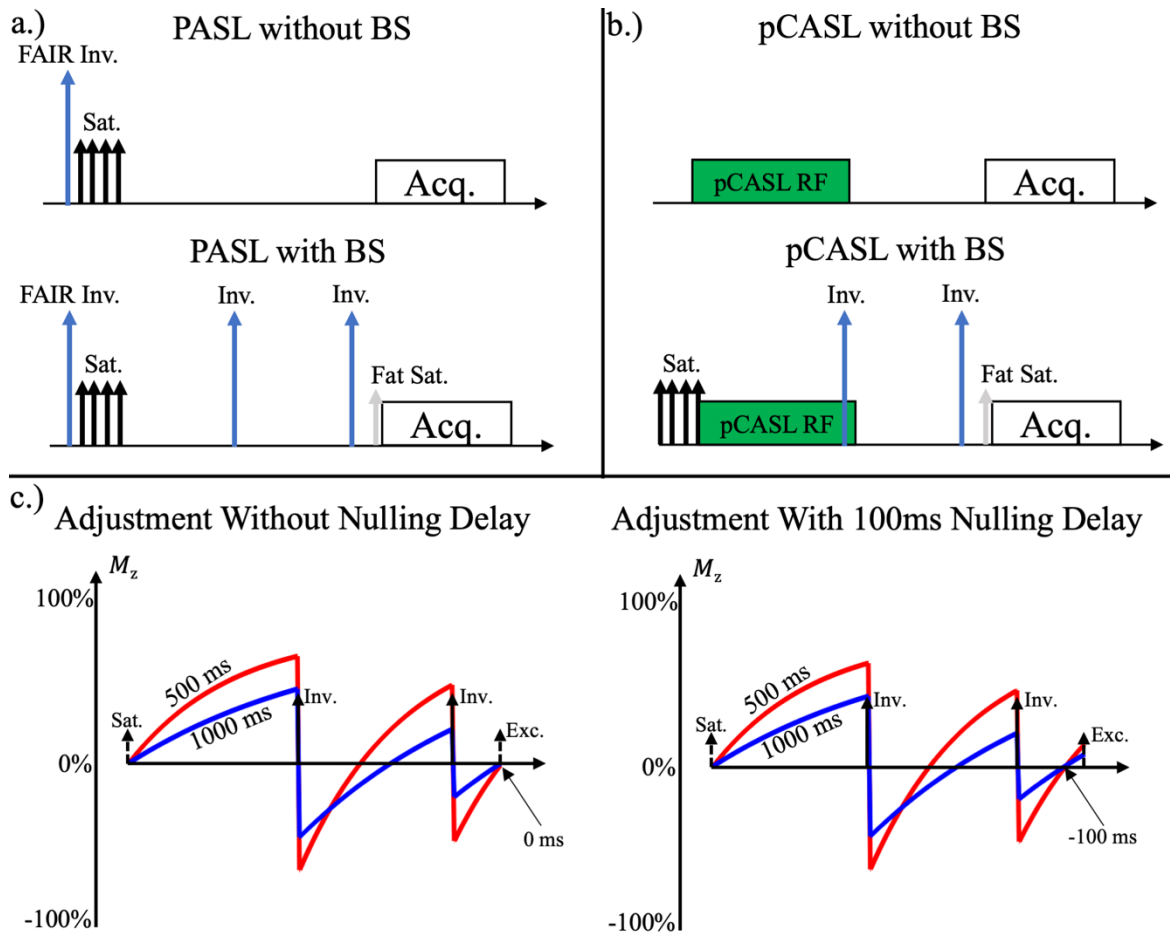 a.)
PASL without BS
FAIR Inv.
Sat.
Acq.
PASL with BS
FAIR Inv.
Inv.
Inv.
Sat.
Fat Sat.
Acq.
b.)
pCASL without BS
pCASL RF
Acq.
pCASL with BS
Inv.
Inv.
Sat.
Fat Sat.
pCASL RF
Acq.
c.)
Adjustment Without Nulling Delay
Mz
100%
500 ms
1000 ms
Sat.
Inv.
Inv.
Exc.
0%
0 ms
-100%
Adjustment With 100ms Nulling Delay
Mz
100%
500 ms
1000 ms
Sat.
Inv.
Inv.
Exc.
0%
-100 ms
-100%